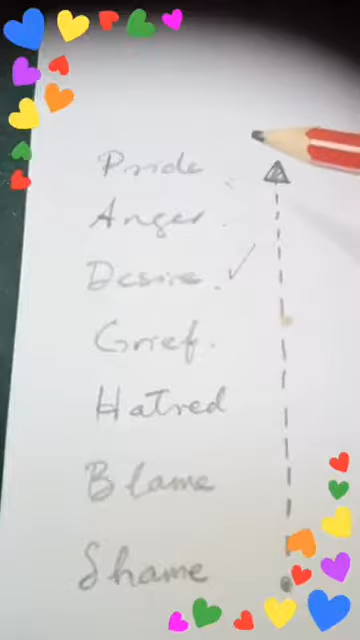 Pride
Anger.
Desire. ✓
Grief.
Hatred
Blame
Shame